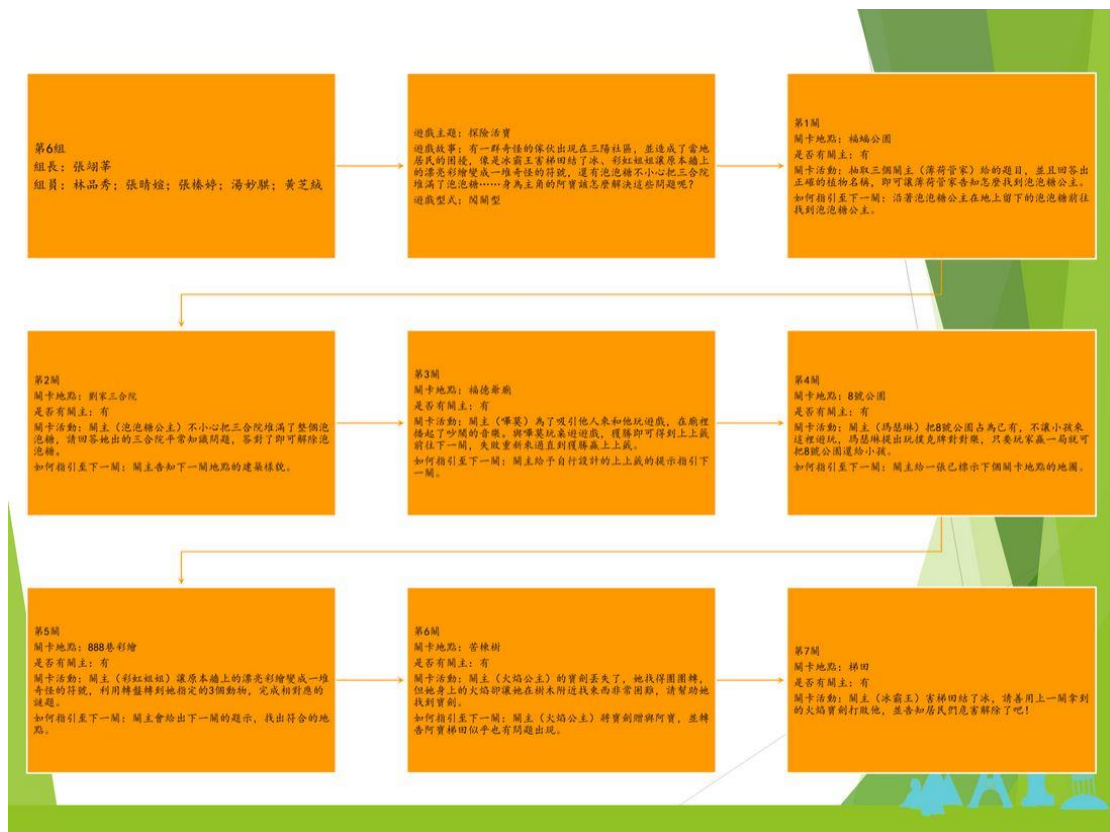 第6組
組長：張翊莘
組員：林品秀；張晴媗；張榛婷；湯妙騏；黃芝絨
遊戲主題：探險活寶
遊戲故事：有一群奇怪的傢伙出現在三陽社區，並造成了當地
居民的困擾，像是冰霸王害梯田結了冰、彩虹姐姐讓原本牆上
的漂亮彩繪變成一堆奇怪的符號，還有泡泡糖不小心把三合院
堆滿了泡泡糖……身為主角的阿寶該怎麼解決這些問題呢？
遊戲型式：闖關型
第1關
關卡地點：蝙蝠公園
是否有關主：有
關卡活動：抽取三個關主（薄荷管家）給的題目，並且回答出
正確的植物名稱，即可讓薄荷管家告知怎麼找到泡泡糖公主。
如何指引至下一關：沿著泡泡糖公主在地上留下的泡泡糖前往
找到泡泡糖公主。
第2關
關卡地點：劉家三合院
是否有關主：有
關卡活動：關主（泡泡糖公主）不小心把三合院堆滿了整個泡
泡糖，請回答她出的三合院平常知識問題，答對了即可解除泡
泡糖。
如何指引至下一關：關主告知下一關地點的建築樣貌。
第3關
關卡地點：福德爺廟
是否有關主：有
關卡活動：關主（嗶莫）為了吸引他人來和他玩遊戲，在廟裡
播起了吵鬧的音樂。與嗶莫玩桌遊遊戲，獲勝即可得到上上籤
前往下一關，失敗重新來過直到獲勝贏上上籤。
如何指引至下一關：關主給予自行設計的上上籤的提示指引下
一關。
第4關
關卡地點：8號公園
是否有關主：有
關卡活動：關主（瑪瑟琳）把8號公園占為己有，不讓小孩來
這裡遊玩，瑪瑟琳提出玩撲克牌對對樂，只要玩家贏一局就可
把8號公園還給小孩。
如何指引至下一關：關主給一張已標示下個關卡地點的地圖。
第5關
關卡地點：888巷彩繪
是否有關主：有
關卡活動：關主（彩虹姐姐）讓原本牆上的漂亮彩繪變成一堆
奇怪的符號，利用轉盤轉到她指定的3個動物，完成相對應的
謎題。
如何指引至下一關：關主會給出下一關的題示，找出符合的地
點。
第6關
關卡地點：苦楝樹
是否有關主：有
關卡活動：關主（火焰公主）的寶劍丟失了，她找得團團轉，
但她身上的火焰卻讓她在樹木附近找東西非常困難，請幫助她
找到寶劍。
如何指引至下一關：關主（火焰公主）將寶劍贈與阿寶，並轉
告阿寶梯田似乎也有問題出現。
第7關
關卡地點：梯田
是否有關主：有
關卡活動：關主（冰霸王）害梯田結了冰，請善用上一關拿到
的火焰寶劍打敗他，並告知居民們危害解除了吧！